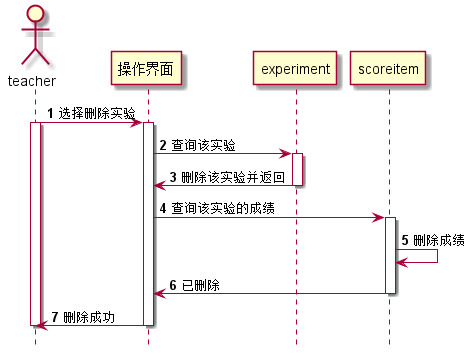 teacher
操作界面
experiment
scoreitem
1 选择删除实验
2 查询该实验
3 删除该实验并返回
4 查询该实验的成绩
5 删除成绩
6 已删除
7 删除成功